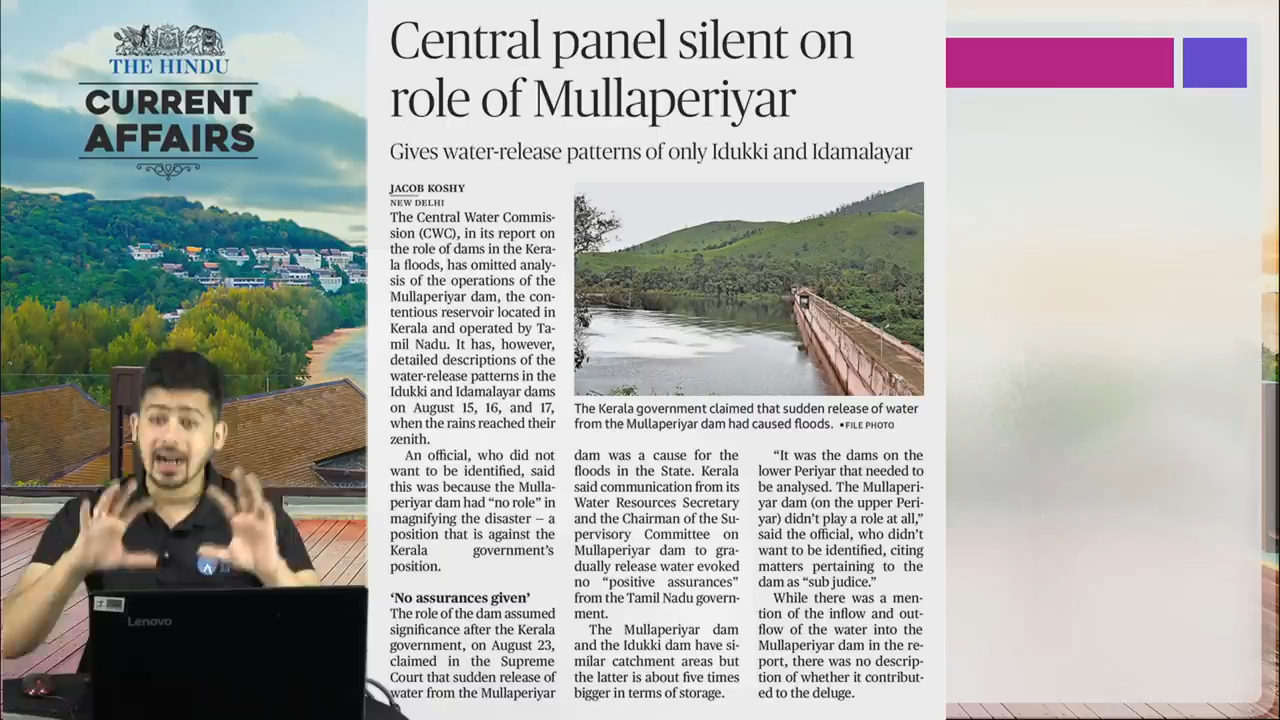 THE HINDU
CURRENT
AFFAIRS
Central panel silent on
role of Mullaperiyar
Gives water-release patterns of only Idukki and Idamalayar
JACOB KOSHY
NEW DELHI
The Central Water Commis-
sion (CWC), in its report on
the role of dams in the Kera-
la floods, has omitted analy-
sis of the operations of the
Mullaperiyar dam, the con-
tentious reservoir located in
Kerala and operated by Ta-
mil Nadu. It has, however,
detailed descriptions of the
water-release patterns in the
Idukki and Idamalayar dams
on August 15, 16, and 17,
when the rains reached their
zenith.
An official, who did not
want to be identified, said
this was because the Mulla-
periyar dam had “no role” in
magnifying the disaster – a
position that is against the
Kerala government’s
position.
‘No assurances given’
The role of the dam assumed
significance after the Kerala
government, on August 23,
claimed in the Supreme
Court that sudden release of
water from the Mullaperiyar
The Kerala government claimed that sudden release of water
from the Mullaperiyar dam had caused floods. ▪FILE PHOTO
dam was a cause for the
floods in the State. Kerala
said communication from its
Water Resources Secretary
and the Chairman of the Su-
pervisory Committee on
Mullaperiyar dam to gra-
dually release water evoked
no “positive assurances”
from the Tamil Nadu govern-
ment.
The Mullaperiyar dam
and the Idukki dam have si-
milar catchment areas but
the latter is about five times
bigger in terms of storage.
“It was the dams on the
lower Periyar that needed to
be analysed. The Mullaperi-
yar dam (on the upper Peri-
yar) didn’t play a role at all,”
said the official, who didn’t
want to be identified, citing
matters pertaining to the
dam as “sub judice.”
While there was a men-
tion of the inflow and out-
flow of the water into the
Mullaperiyar dam in the re-
port, there was no descrip-
tion of whether it contribut-
ed to the deluge.
Lenovo